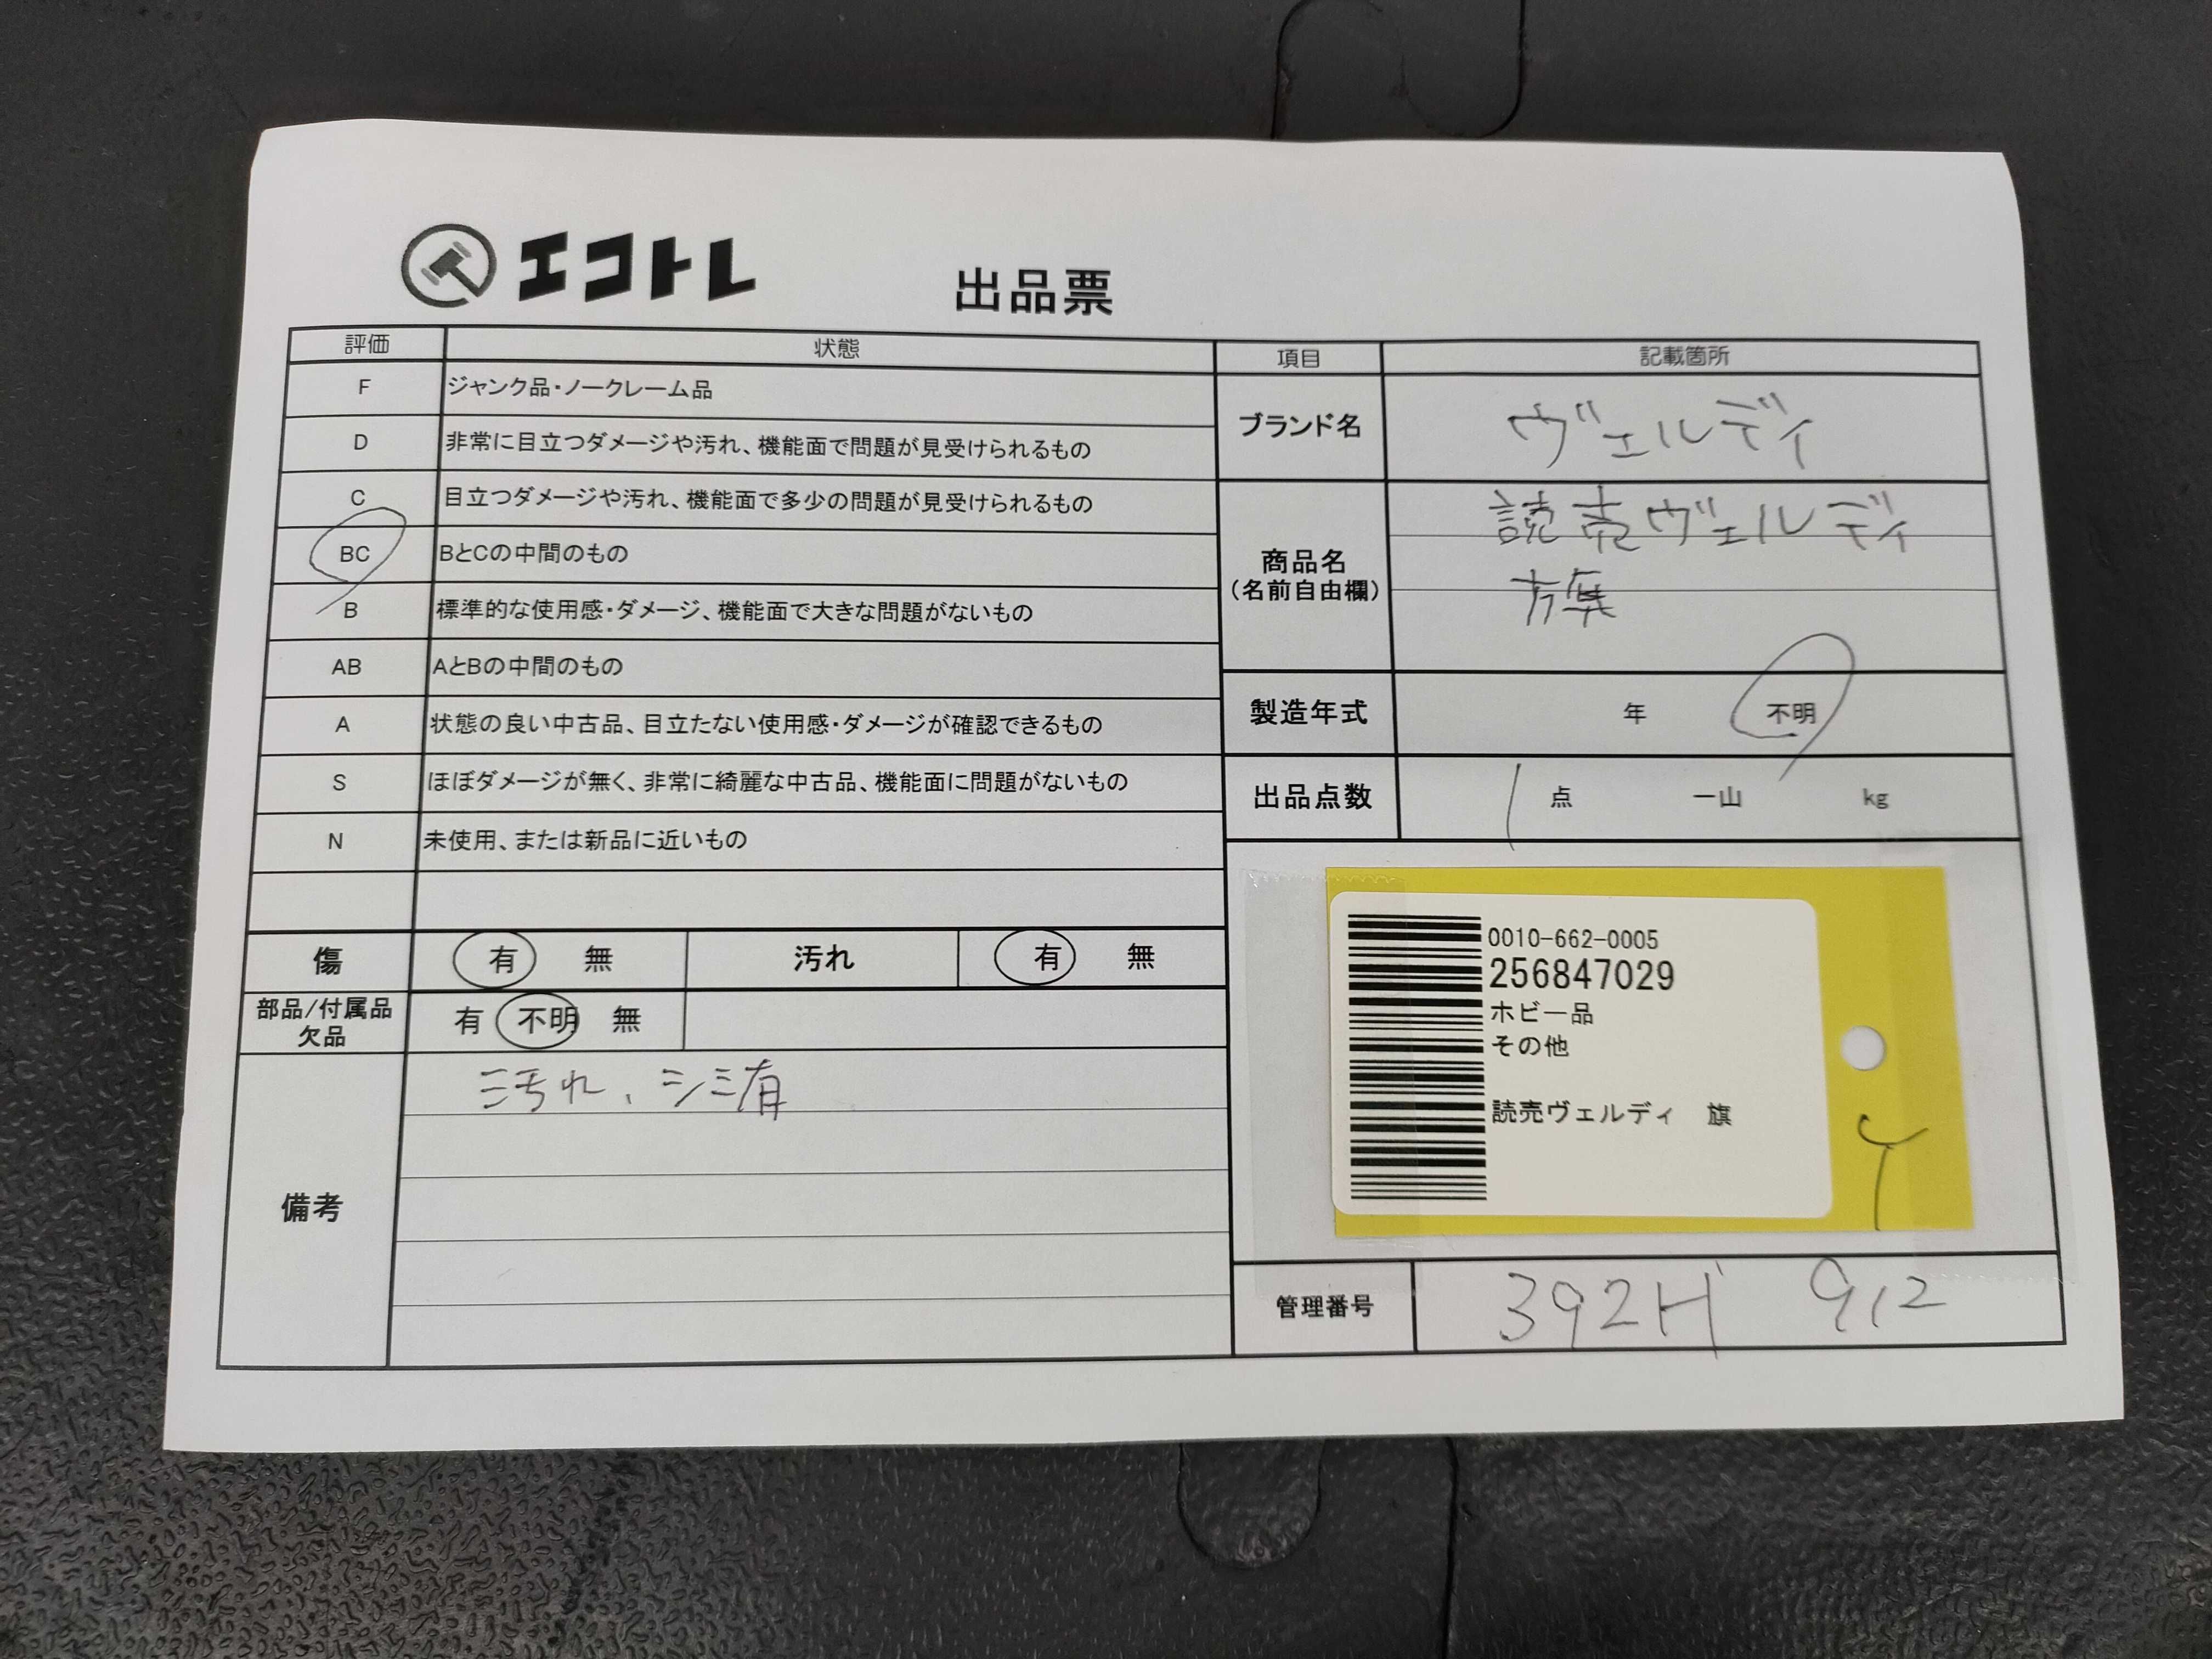 エコトレ
出品票
評価 状態
F ジャンク品・ノークレーム品
D 非常に目立つダメージや汚れ、機能面で問題が見受けられるもの
C 目立つダメージや汚れ、機能面で多少の問題が見受けられるもの
BC BとCの中間のもの
B 標準的な使用感・ダメージ、機能面で大きな問題がないもの
AB AとBの中間のもの
A 状態の良い中古品、目立たない使用感・ダメージが確認できるもの
S ほぼダメージが無く、非常に綺麗な中古品、機能面に問題がないもの
N 未使用、または新品に近いもの
傷 有 無 汚れ 有 無
部品/付属品
欠品
有 不明 無
備考
汚れ、シミ有
項目 記載箇所
ブランド名 ヴェルディ
商品名
(名前自由欄)
読売ヴェルディ
旗
製造年式 年 不明
出品点数 1 点 一山 kg
0010-662-0005
256847029
ホビー品
その他
読売ヴェルディ 旗
管理番号 392H 912